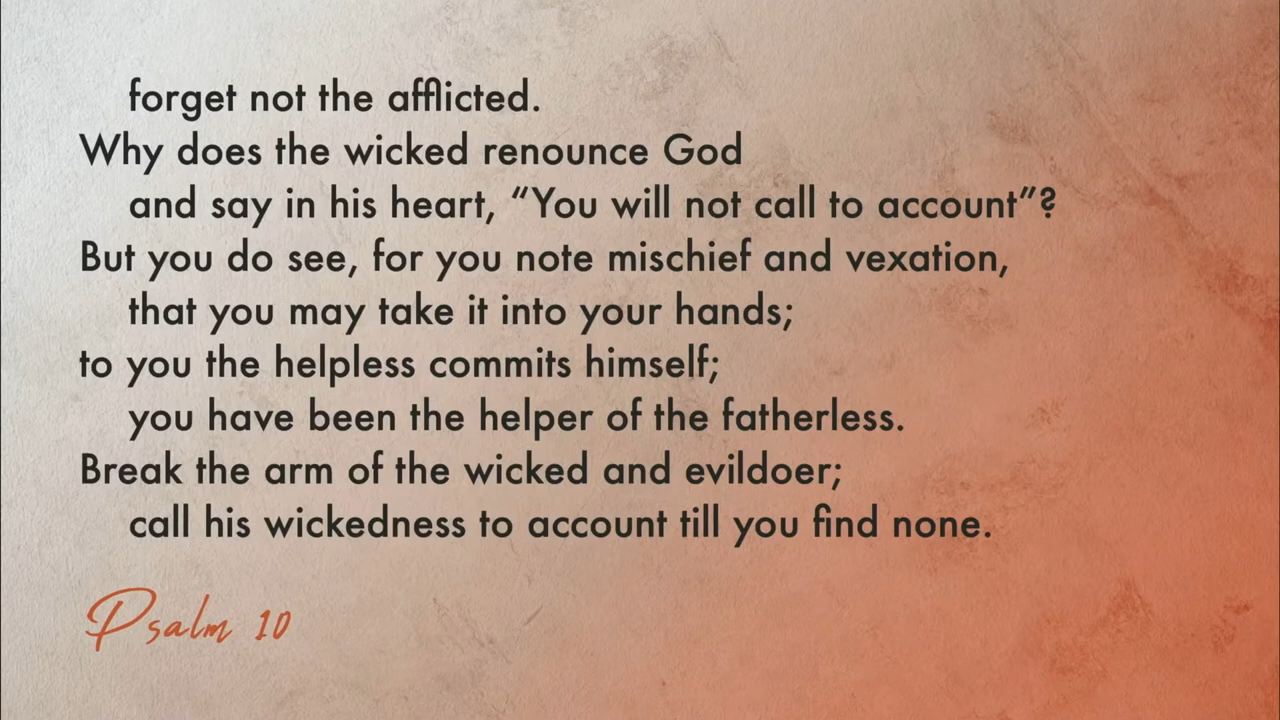 forget not the afflicted.
Why does the wicked renounce God
and say in his heart, “You will not call to account”?
But you do see, for you note mischief and vexation,
that you may take it into your hands;
to you the helpless commits himself;
you have been the helper of the fatherless.
Break the arm of the wicked and evildoer;
call his wickedness to account till you find none.
Psalm 10